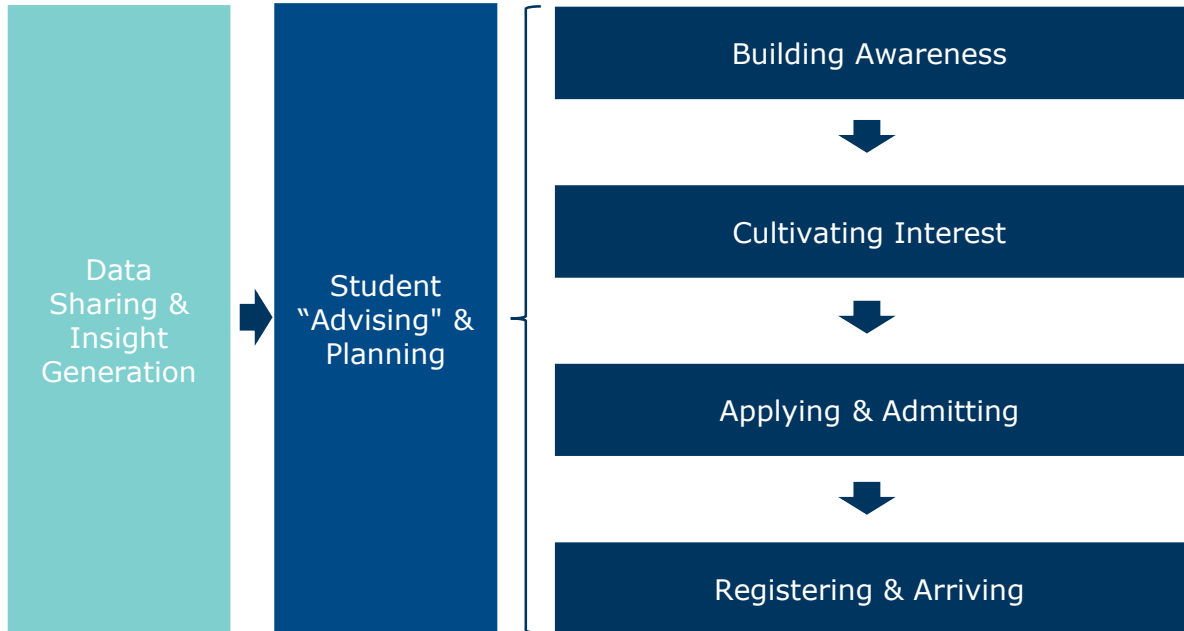 Data
Sharing &
Insight
Generation
Student
“Advising" &
Planning
Building Awareness
Cultivating Interest
Applying & Admitting
Registering & Arriving